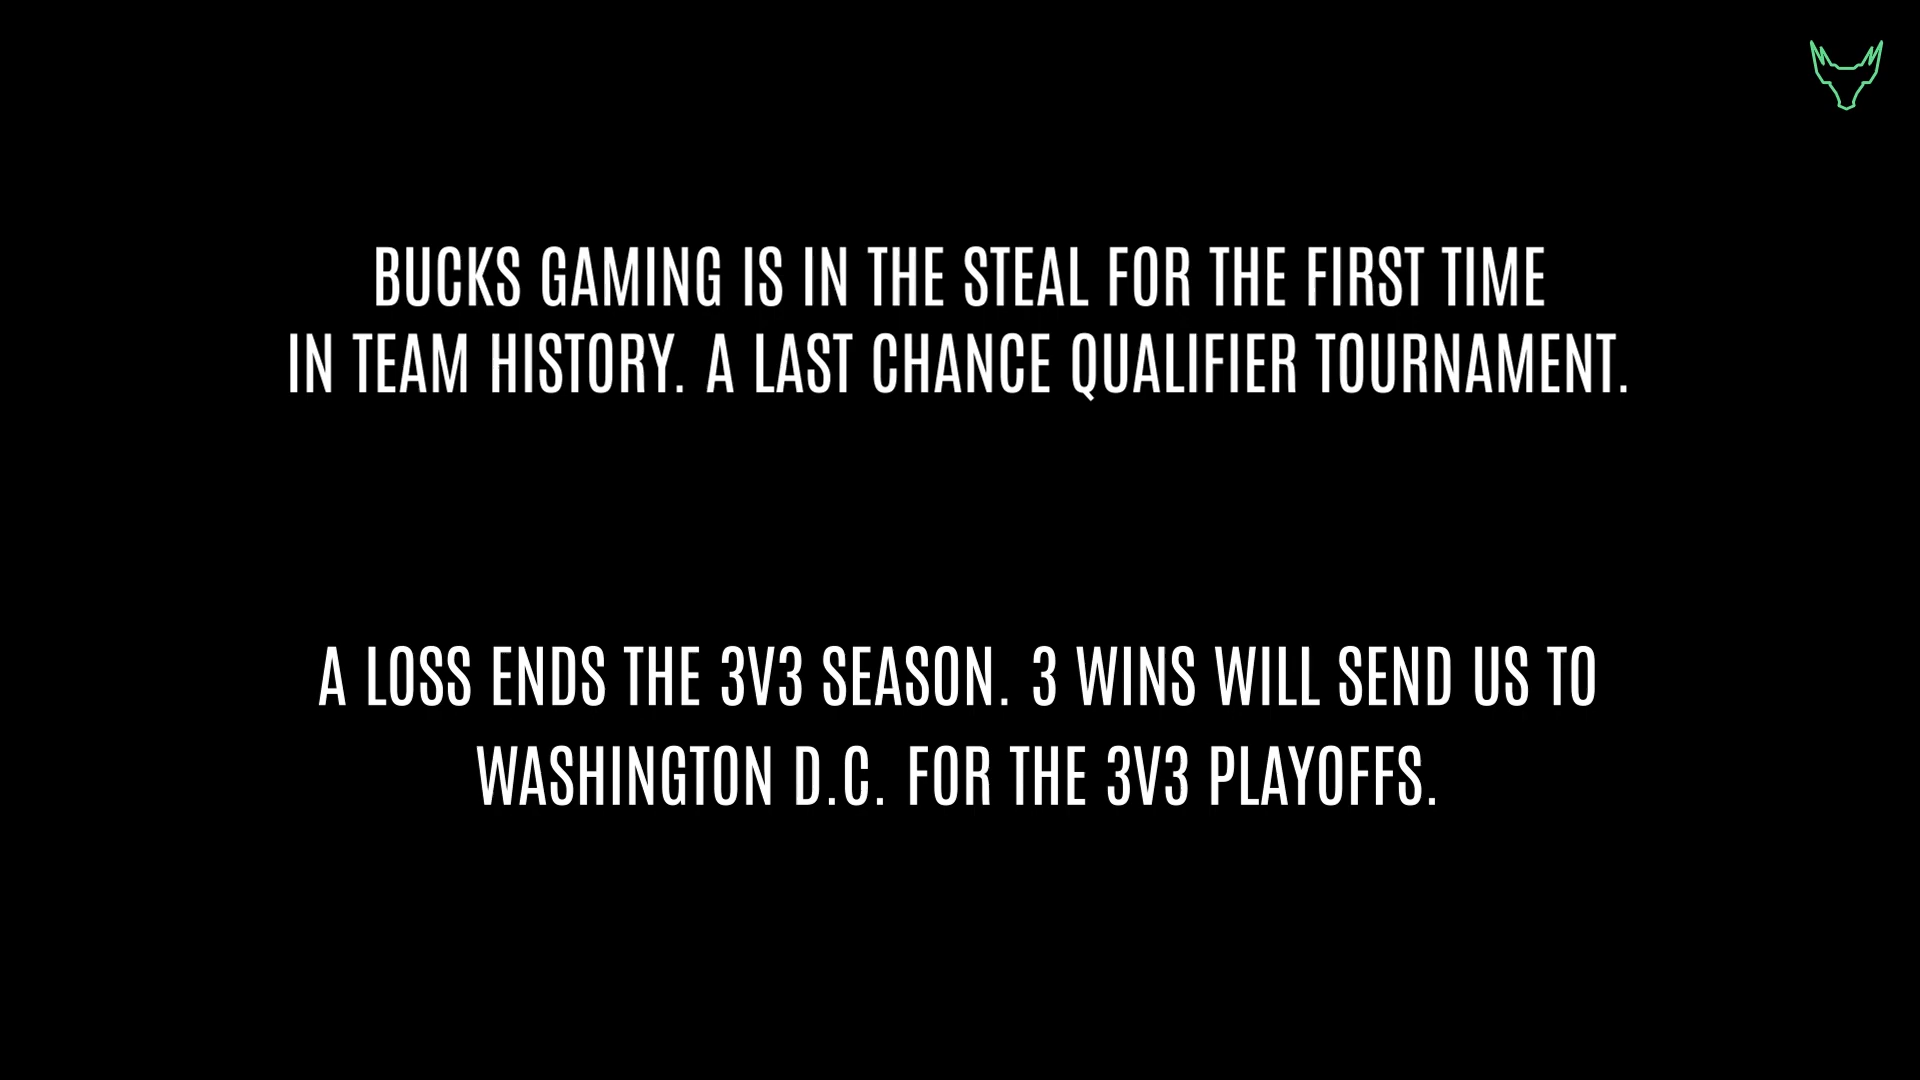 BUCKS GAMING IS IN THE STEAL FOR THE FIRST TIME
IN TEAM HISTORY. A LAST CHANCE QUALIFIER TOURNAMENT.
A LOSS ENDS THE 3V3 SEASON. 3 WINS WILL SEND US TO
WASHINGTON D.C. FOR THE 3V3 PLAYOFFS.